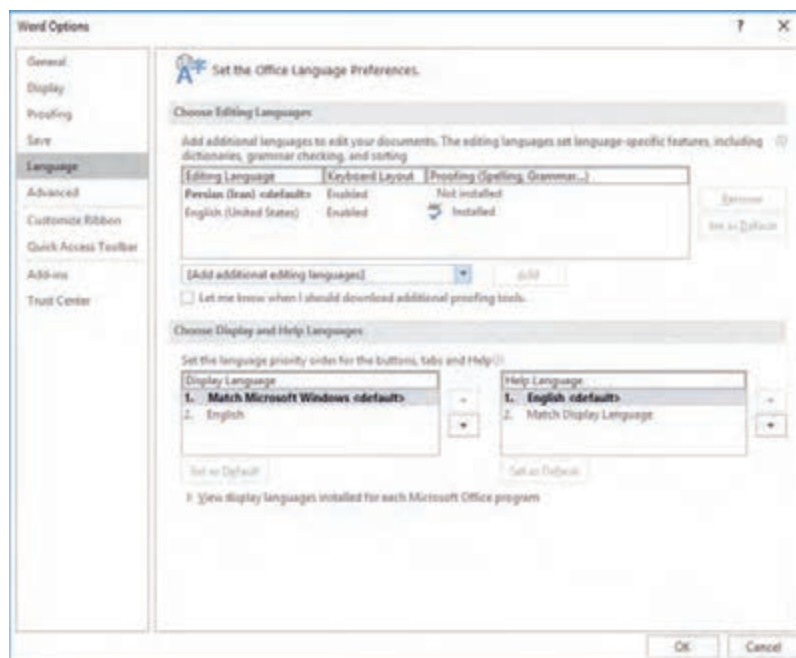 Word Options
?
General
Display
Proofing
Save
Language
Advanced
Customize Ribbon
Quick Access Toolbar
Add-ins
Trust Center
Set the Office Language Preferences.
Choose Editing Languages
Add additional languages to edit your documents. The editing languages set language-specific features, including
dictionaries, grammar checking, and sorting
Editing Language Keyboard Layout Proofing (Spelling, Grammar...)
Persian (Iran) <default> Enabled Not installed
English (United States) Enabled Installed
Remove
Set as Default
[Add additional editing languages] Add
Let me know when I should download additional proofing tools.
Choose Display and Help Languages
Set the language priority order for the buttons, tabs and Help
Display Language
1. Match Microsoft Windows <default>
2. English
Set as Default
Help Language
1. English <default>
2. Match Display Language
Set as Default
View display languages installed for each Microsoft Office program
OK Cancel